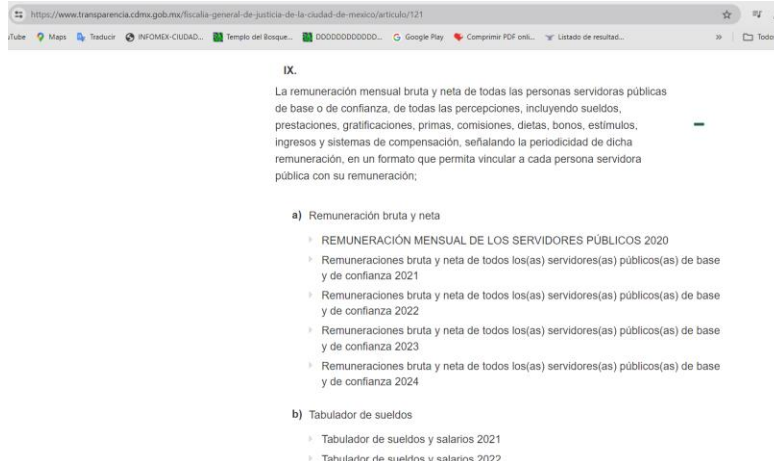 https://www.transparencia.cdmx.gob.mx/fiscalia-general-de-justicia-de-la-ciudad-de-mexico/articulo/121
uTube Maps Traducir INFOMEX-CIUDAD... Templo del Bosque... DDDDDDDDDDDD... Google Play Comprimir PDF onli... Listado de resultad... » Todos
IX.
La remuneración mensual bruta y neta de todas las personas servidoras públicas
de base o de confianza, de todas las percepciones, incluyendo sueldos,
prestaciones, gratificaciones, primas, comisiones, dietas, bonos, estímulos,
ingresos y sistemas de compensación, señalando la periodicidad de dicha
remuneración, en un formato que permita vincular a cada persona servidora
pública con su remuneración;
a) Remuneración bruta y neta
REMUNERACIÓN MENSUAL DE LOS SERVIDORES PÚBLICOS 2020
Remuneraciones bruta y neta de todos los(as) servidores(as) públicos(as) de base
y de confianza 2021
Remuneraciones bruta y neta de todos los(as) servidores(as) públicos(as) de base
y de confianza 2022
Remuneraciones bruta y neta de todos los(as) servidores(as) públicos(as) de base
y de confianza 2023
Remuneraciones bruta y neta de todos los(as) servidores(as) públicos(as) de base
y de confianza 2024
b) Tabulador de sueldos
Tabulador de sueldos y salarios 2021
Tabulador de sueldos y salarios 2022